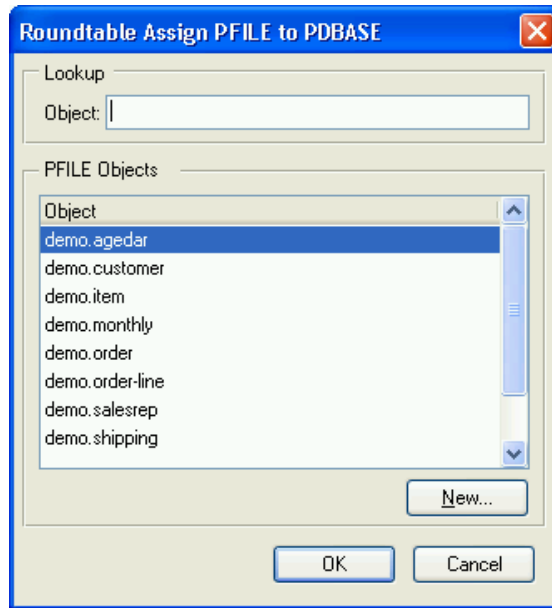 Roundtable Assign PFILE to PDBASE
Lookup
Object:
PFILE Objects
Object
demo.agedar
demo.customer
demo.item
demo.monthly
demo.order
demo.order-line
demo.salesrep
demo.shipping
New...
OK Cancel